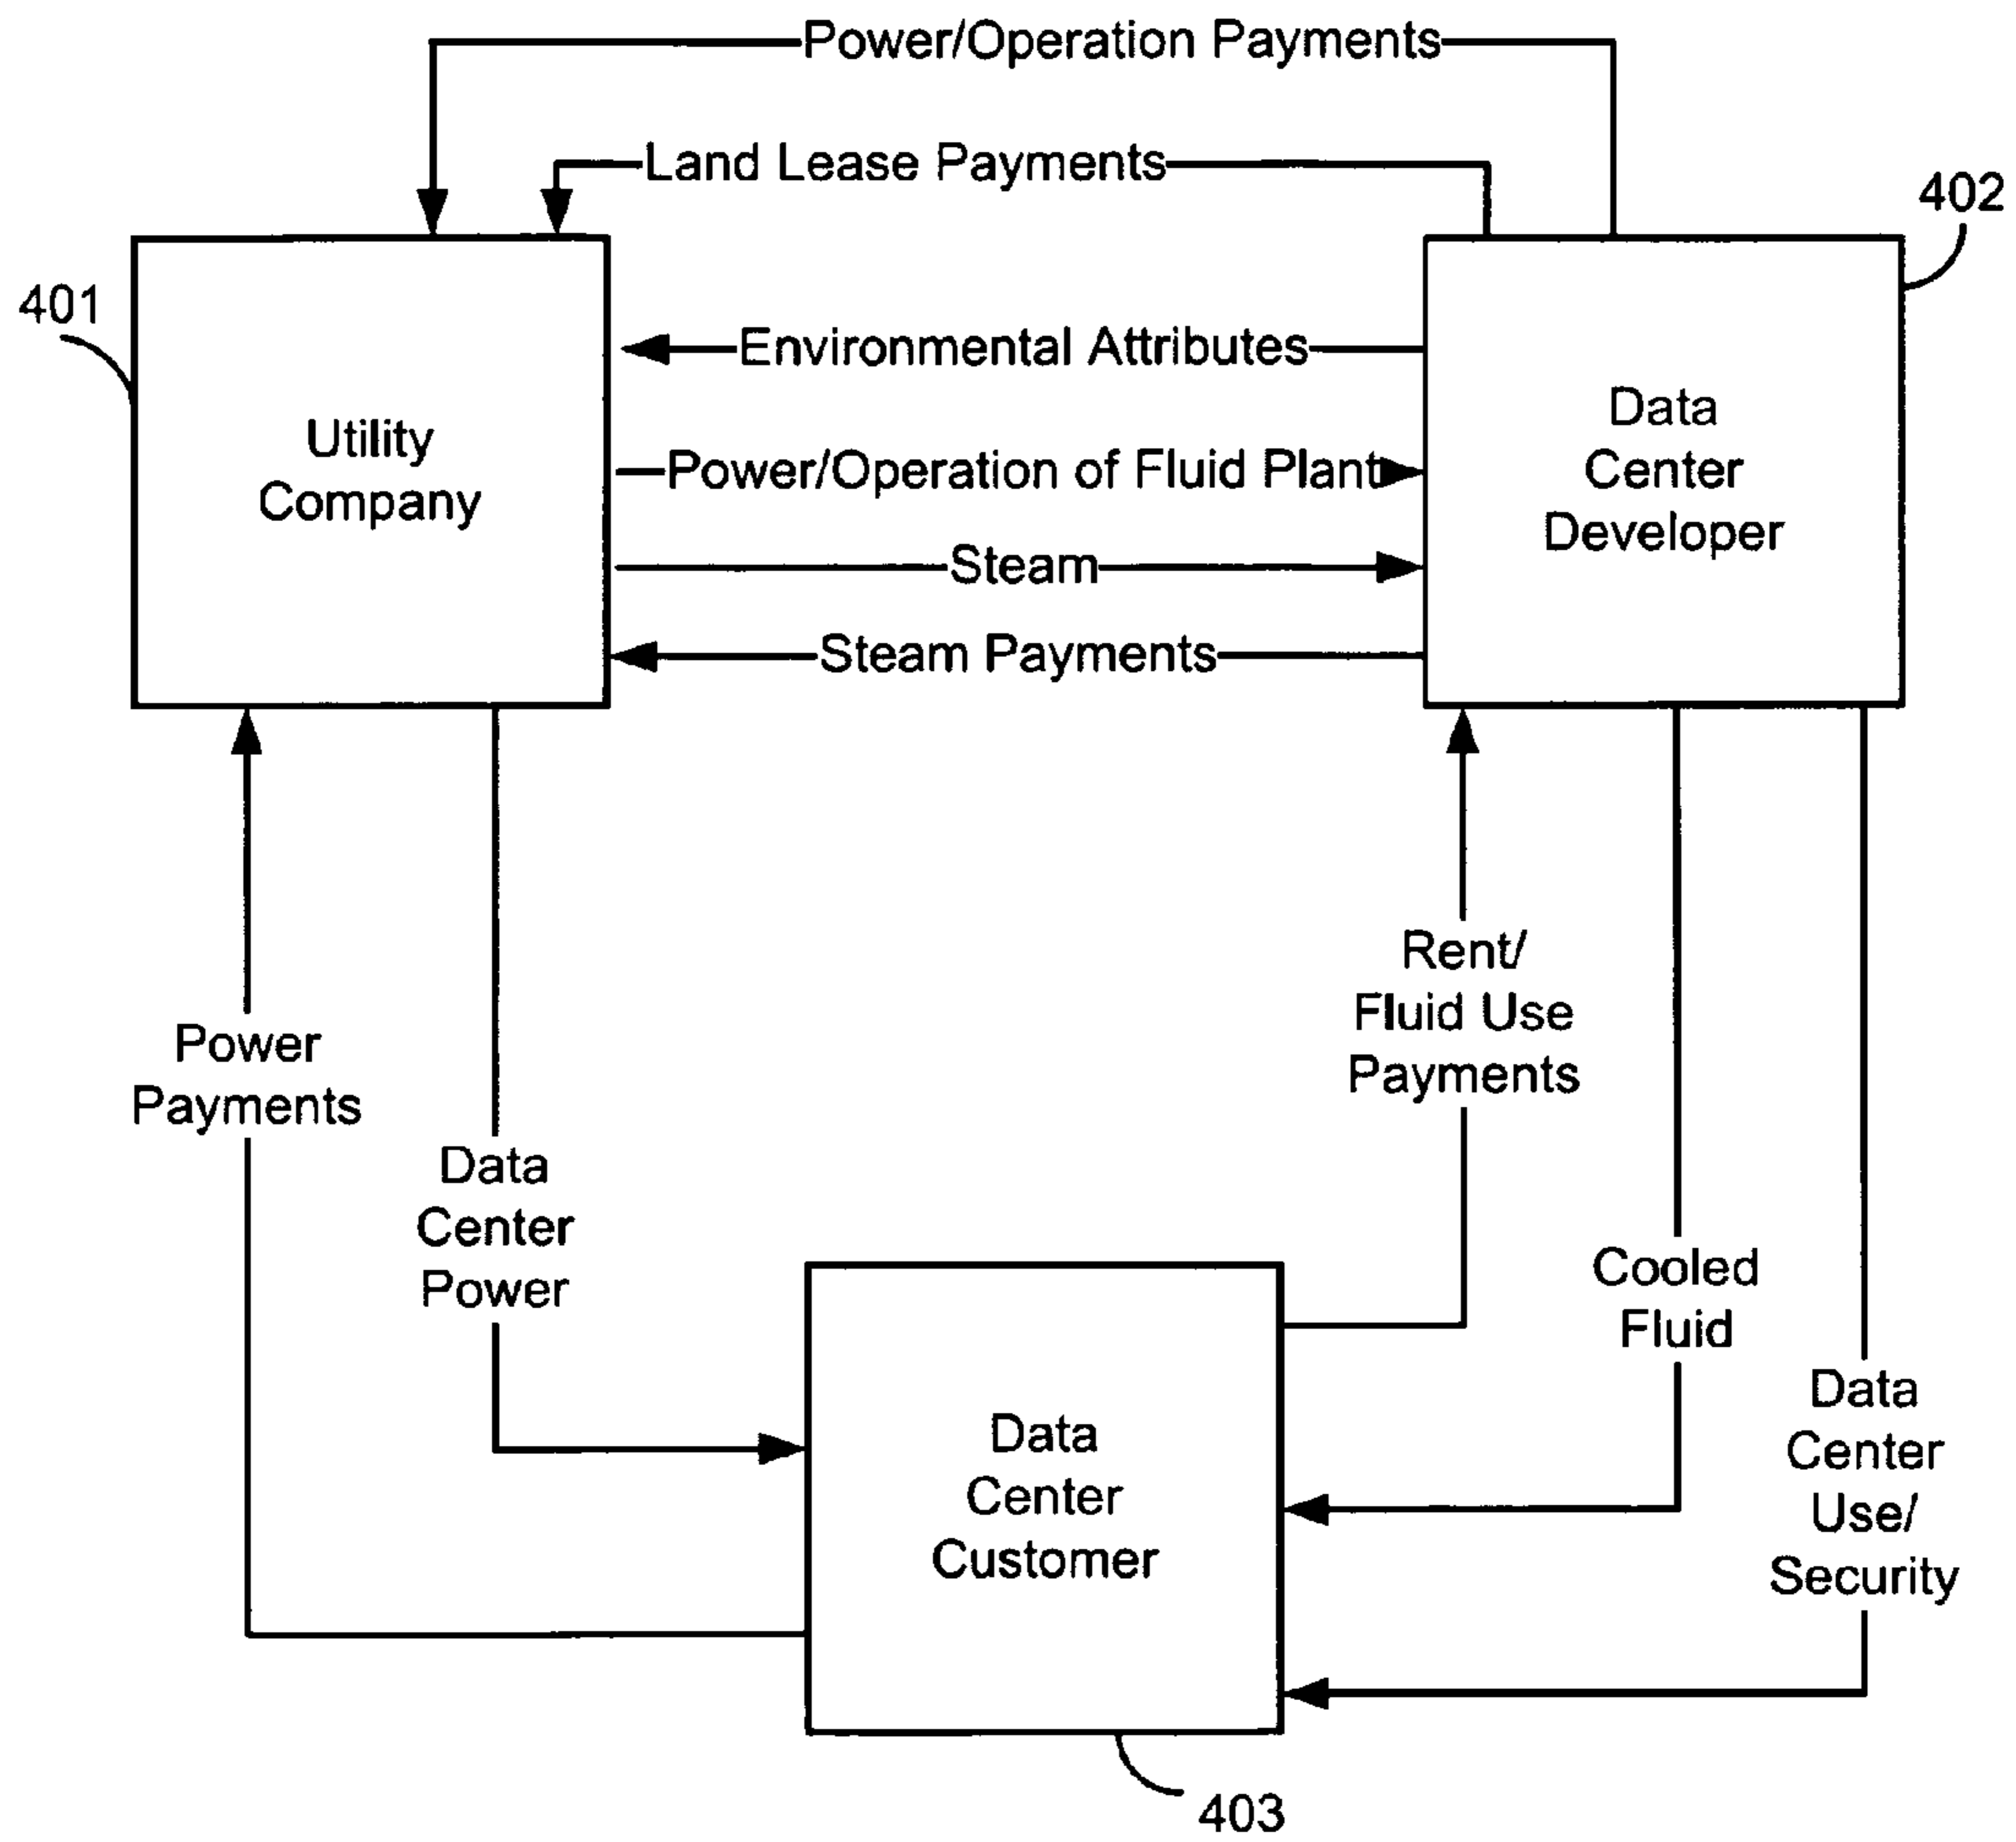 Power/Operation Payments
Land Lease Payments
402
401
Environmental Attributes
Utility
Company
Data
Center
Developer
Power/Operation of Fluid Plant
Steam
Steam Payments
Rent/
Fluid Use
Payments
Power
Payments
Data
Center
Power
Cooled
Fluid
Data
Center
Use/
Security
Data
Center
Customer
403